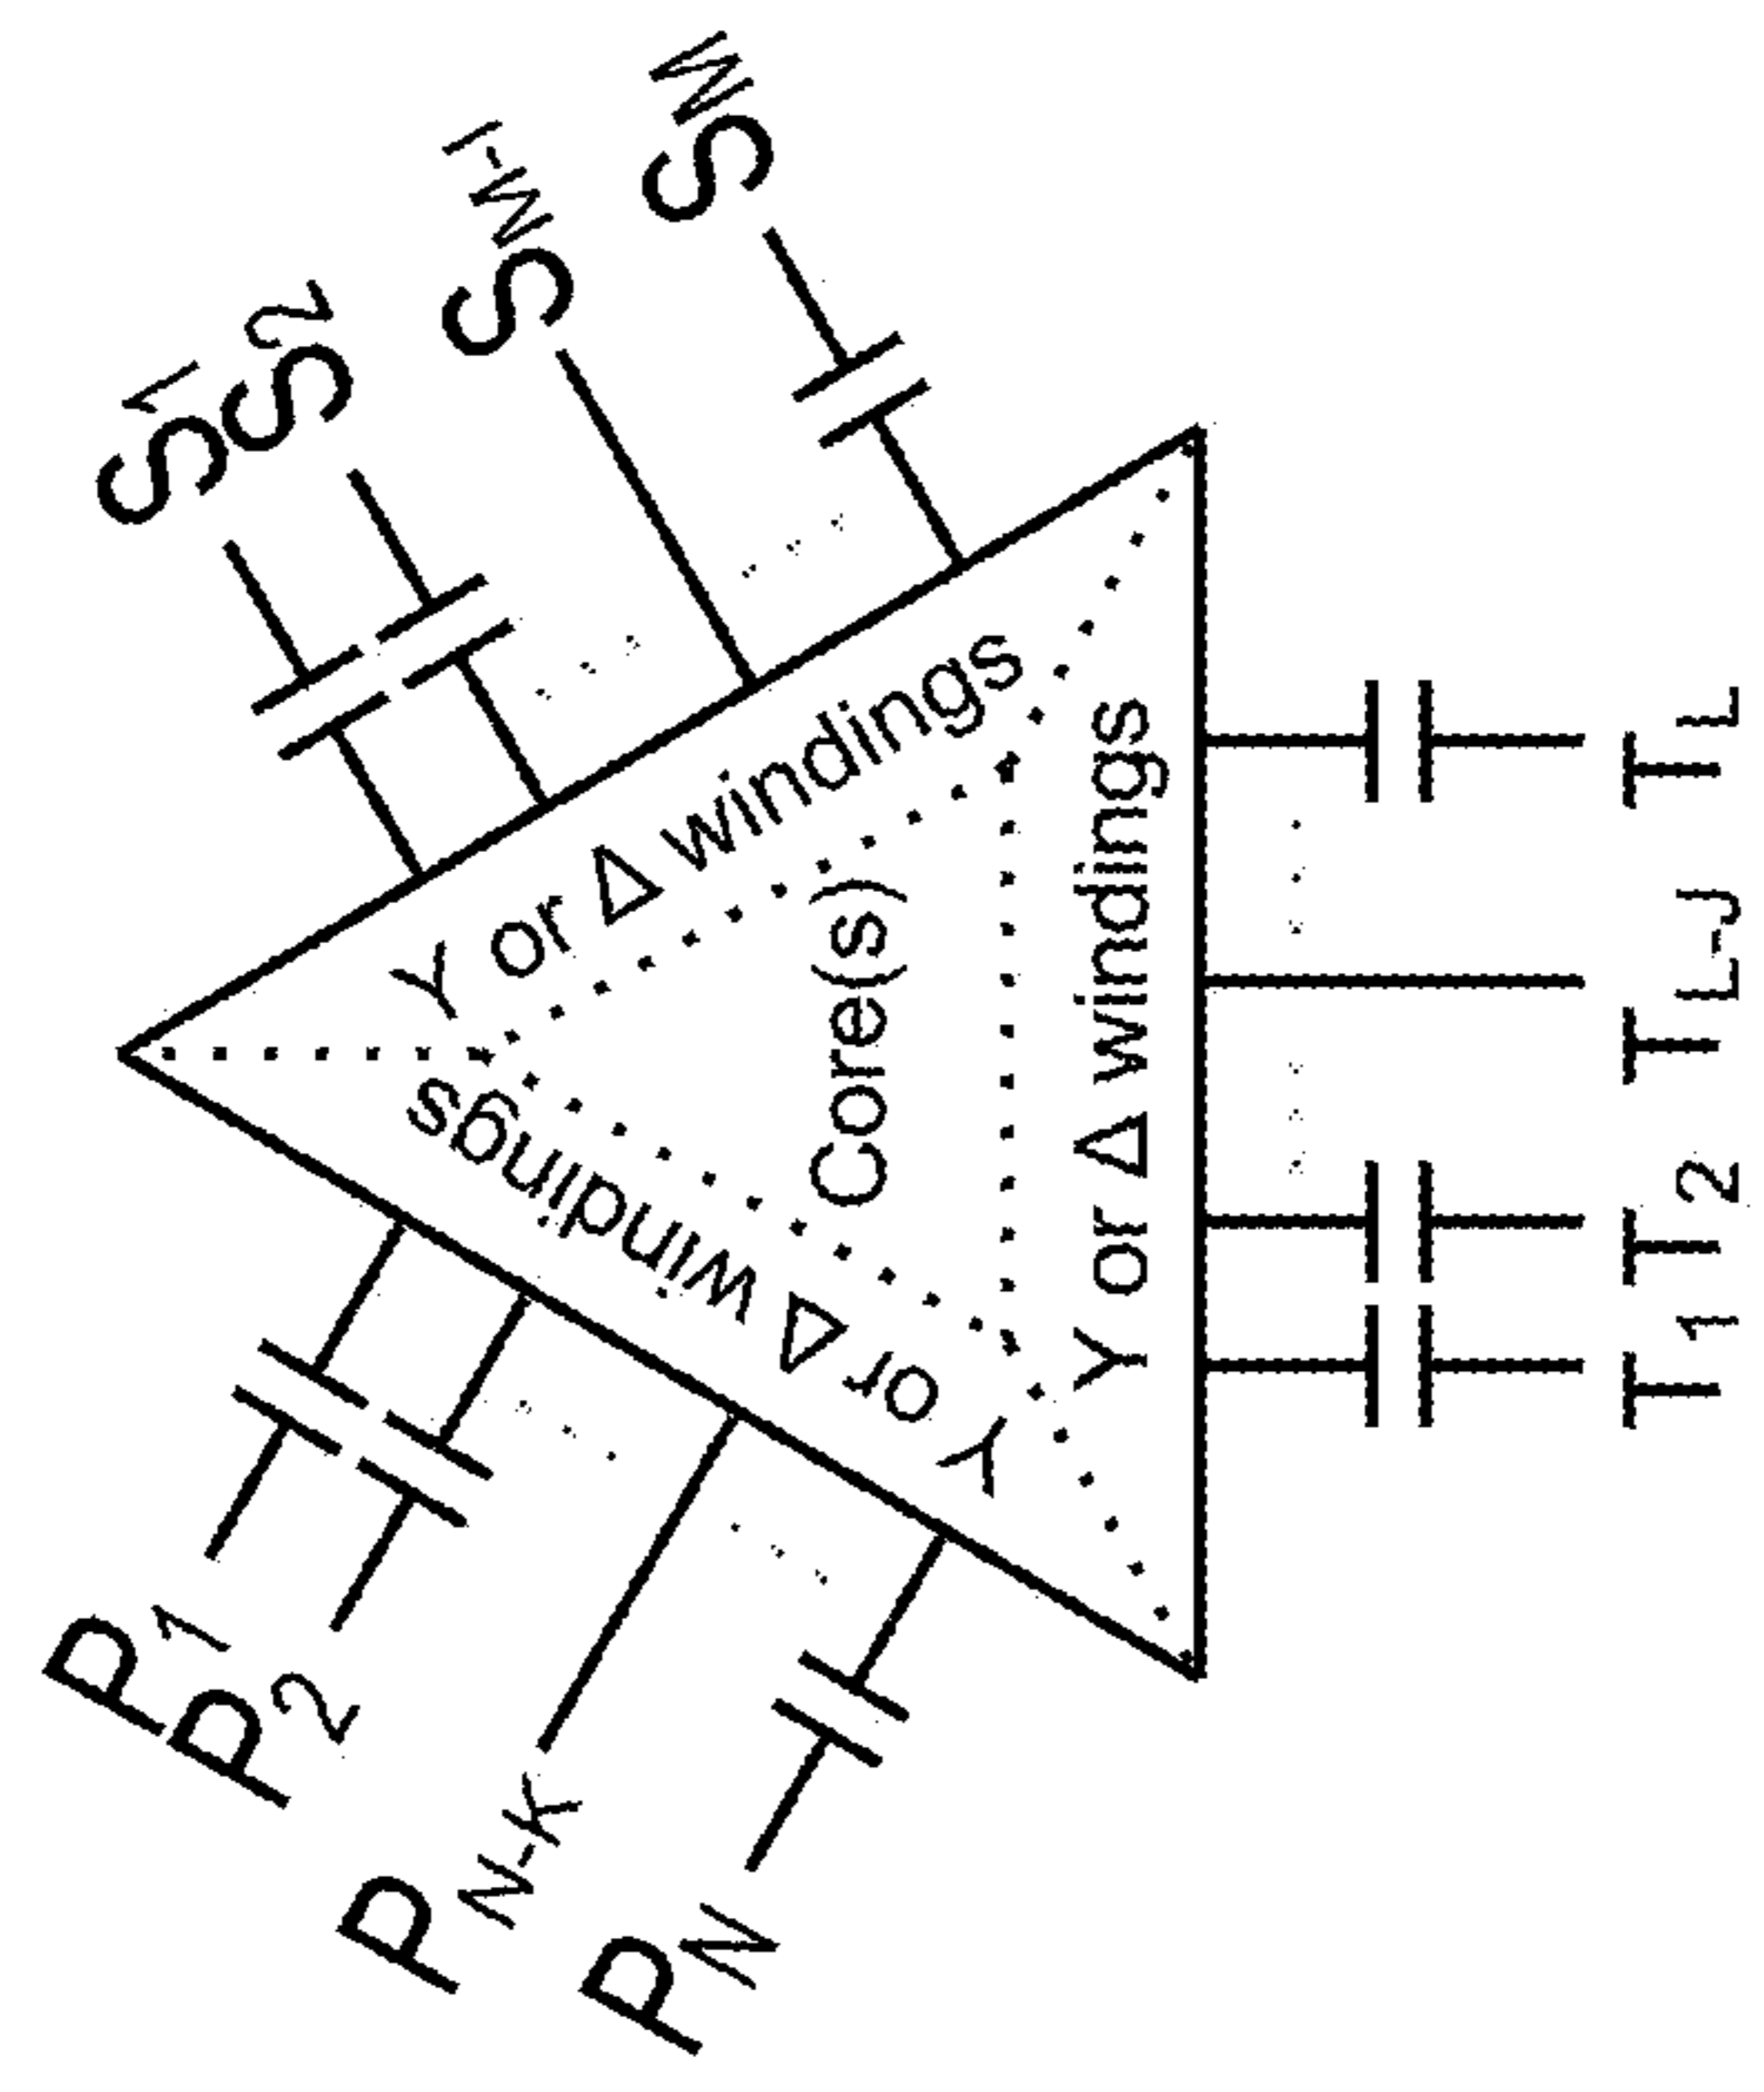 S1
S2
SM-I
SM
Y or Δ windings
Y or Δ windings
Core(s)
Y or Δ windings
P1
P2
PN-K
PN
T1
T2
TL-J
TL